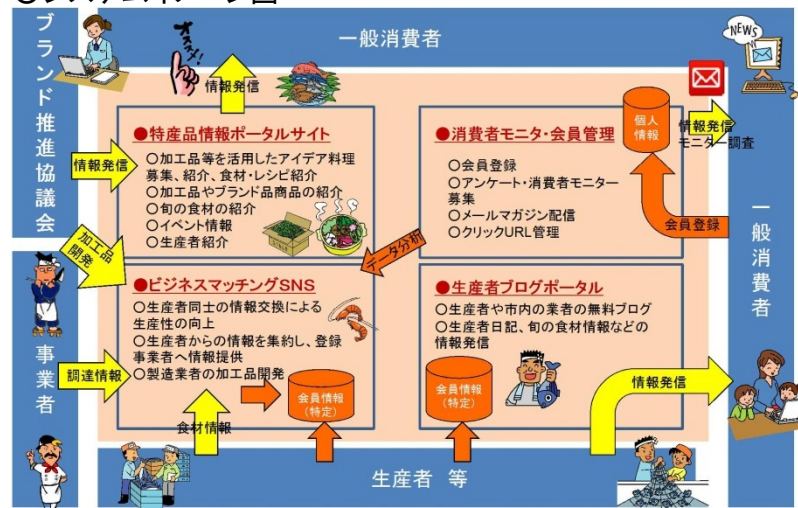 一般消費者
ブランド推進協議会
オススメ!
NEWS
情報発信
情報発信
●特産品情報ポータルサイト
○加工品等を活用したアイデア料理
募集、紹介、食材・レシピ紹介
○加工品やブランド品商品の紹介
○旬の食材の紹介
○イベント情報
○生産者紹介
●消費者モニタ・会員管理
○会員登録
○アンケート・消費者モニター
募集
○メールマガジン配信
○クリックURL管理
個人
情報
情報発信
モニター調査
会員登録
一般消費者
加工品
開発
データ分析
●ビジネスマッチングSNS
○生産者同士の情報交換による
生産性の向上
○生産者からの情報を集約し、登録
事業者へ情報提供
○製造業者の加工品開発
●生産者ブログポータル
○生産者や市内の業者の無料ブログ
○生産者日記、旬の食材情報などの
情報発信
事業者
調達情報
会員情報
(特定)
会員情報
(特定)
情報発信
食材情報
生産者 等